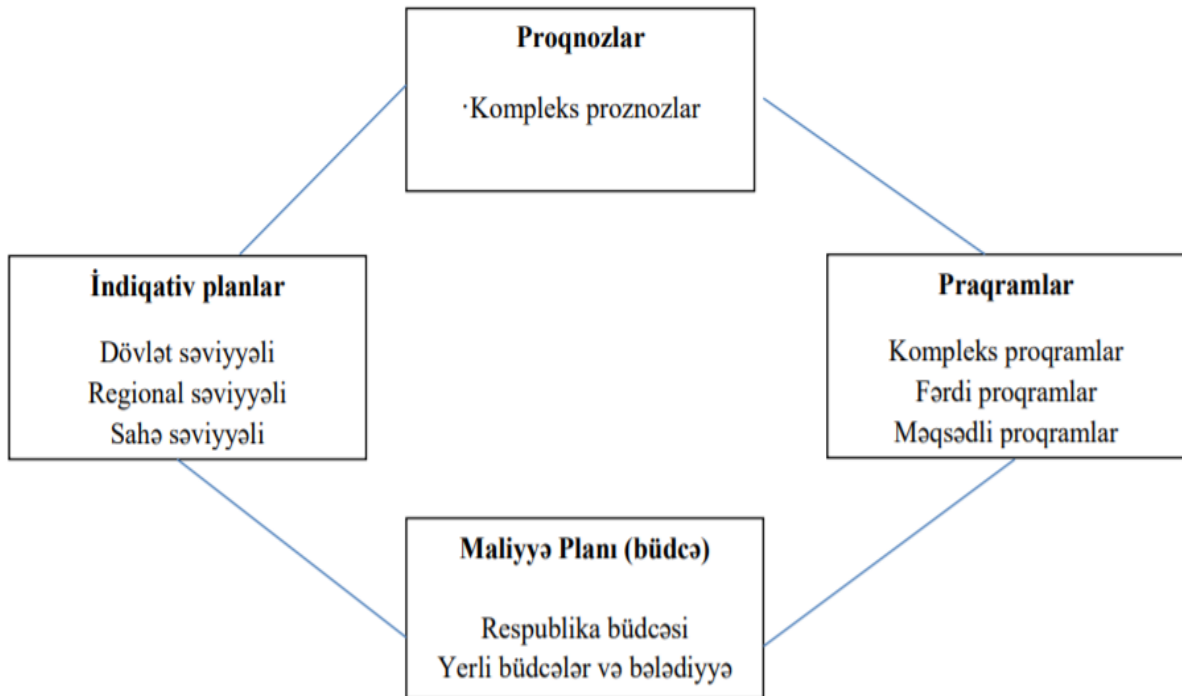 Proqnozlar
·Kompleks proznozlar
İndiqativ planlar
Dövlət səviyyəli
Regional səviyyəli
Sahə səviyyəli
Praqramlar
Kompleks proqramlar
Fərdi proqramlar
Məqsədli proqramlar
Maliyyə Planı (büdcə)
Respublika büdcəsi
Yerli büdcələr və bələdiyyə